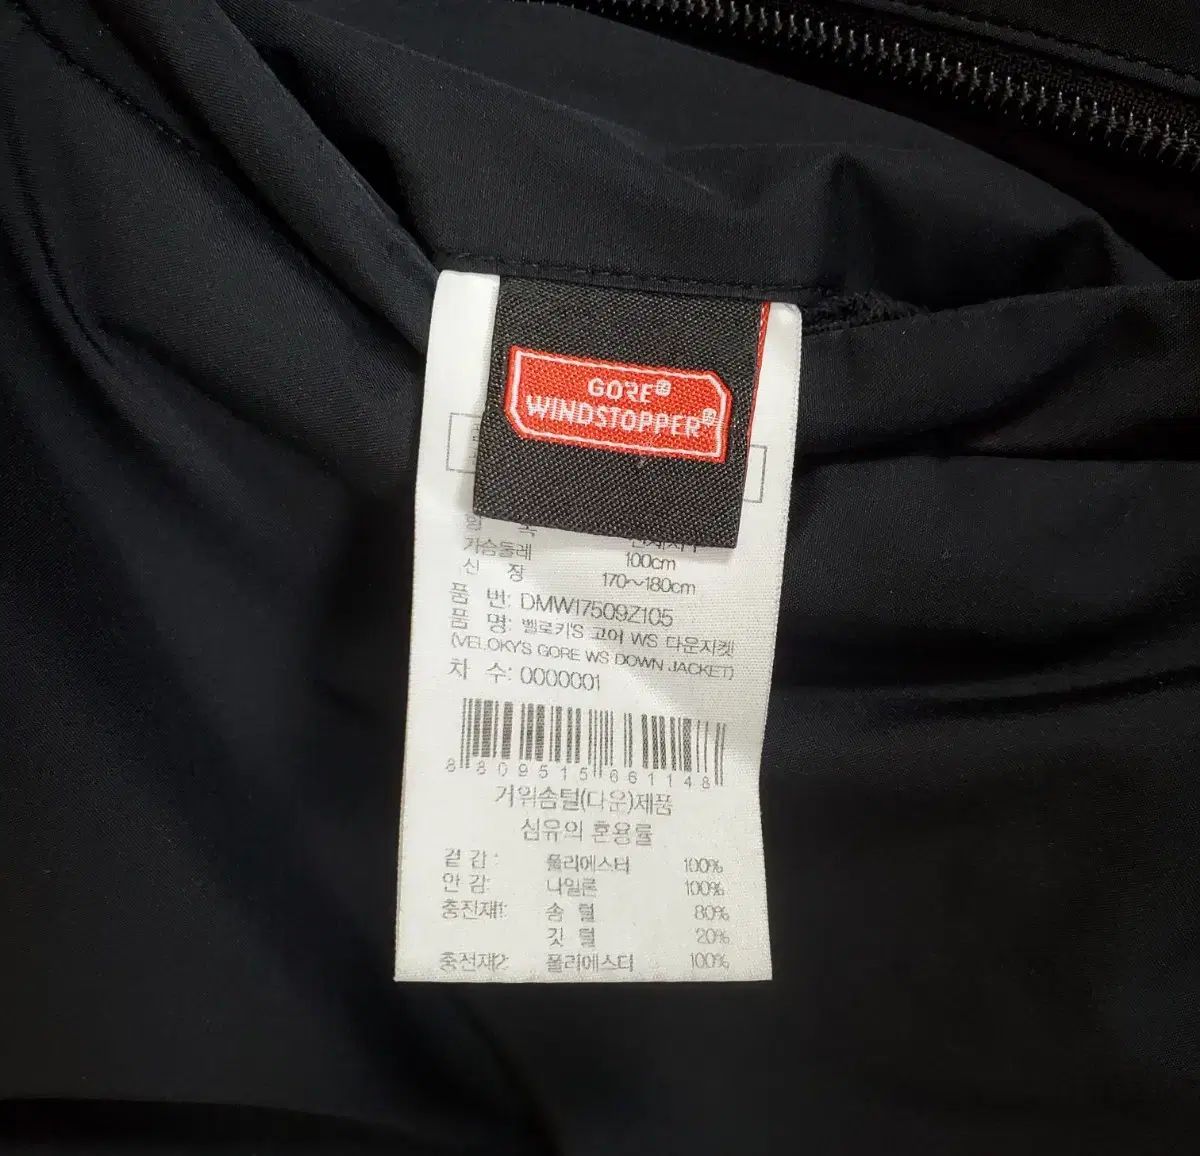 GORE®
WINDSTOPPER®
가슴둘레 100cm
신 장 170~180cm
품 번: DMW17509Z105
품 명: 벨로키'S 고어 WS 다운자켓
(VELOKY'S GORE WS DOWN JACKET)
차 수: 0000001
8 809515 661148
거위솜털(다운)제품
섬유의 혼용률
겉 감 : 폴리에스터 100%
안 감: 나일론 100%
충전재1: 솜 털 80%
깃 털 20%
충전재2: 폴리에스터 100%